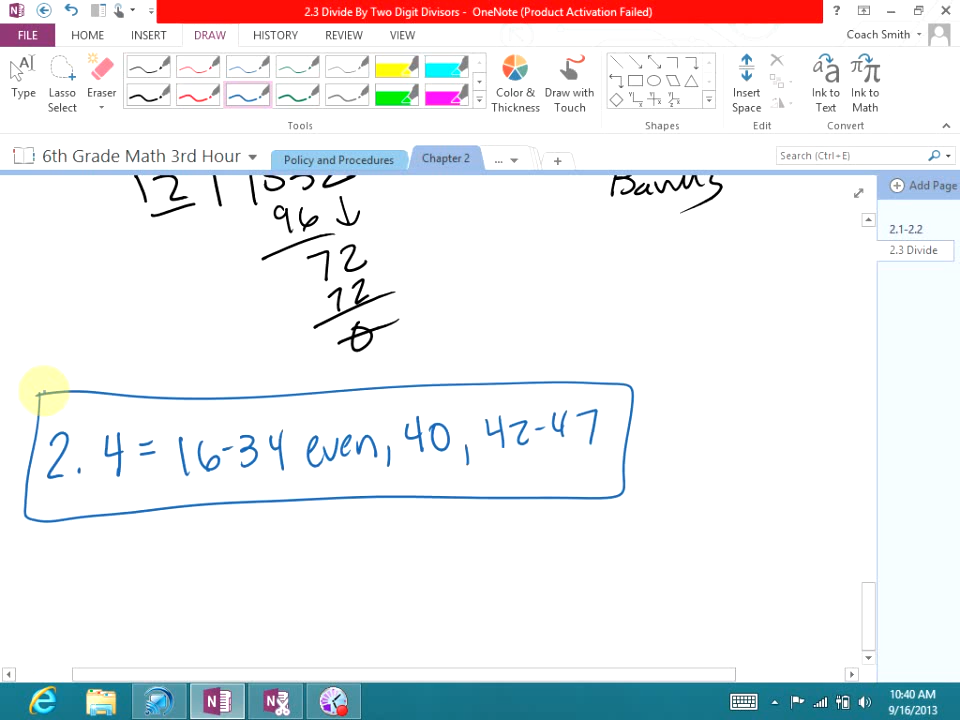 2.3 Divide By Two Digit Divisors - OneNote (Product Activation Failed)
FILE HOME INSERT DRAW HISTORY REVIEW VIEW Coach Smith
Type Lasso Select Eraser Color & Thickness Draw with Touch Insert Space Ink to Text Ink to Math
Tools Shapes Edit Convert
6th Grade Math 3rd Hour Policy and Procedures Chapter 2 ... Search (Ctrl+E)
Add Page
2.1-2.2
2.3 Divide
12
96
72
72
0
2. 4 = 16-34 even, 40, 42-47
10:40 AM
9/16/2013